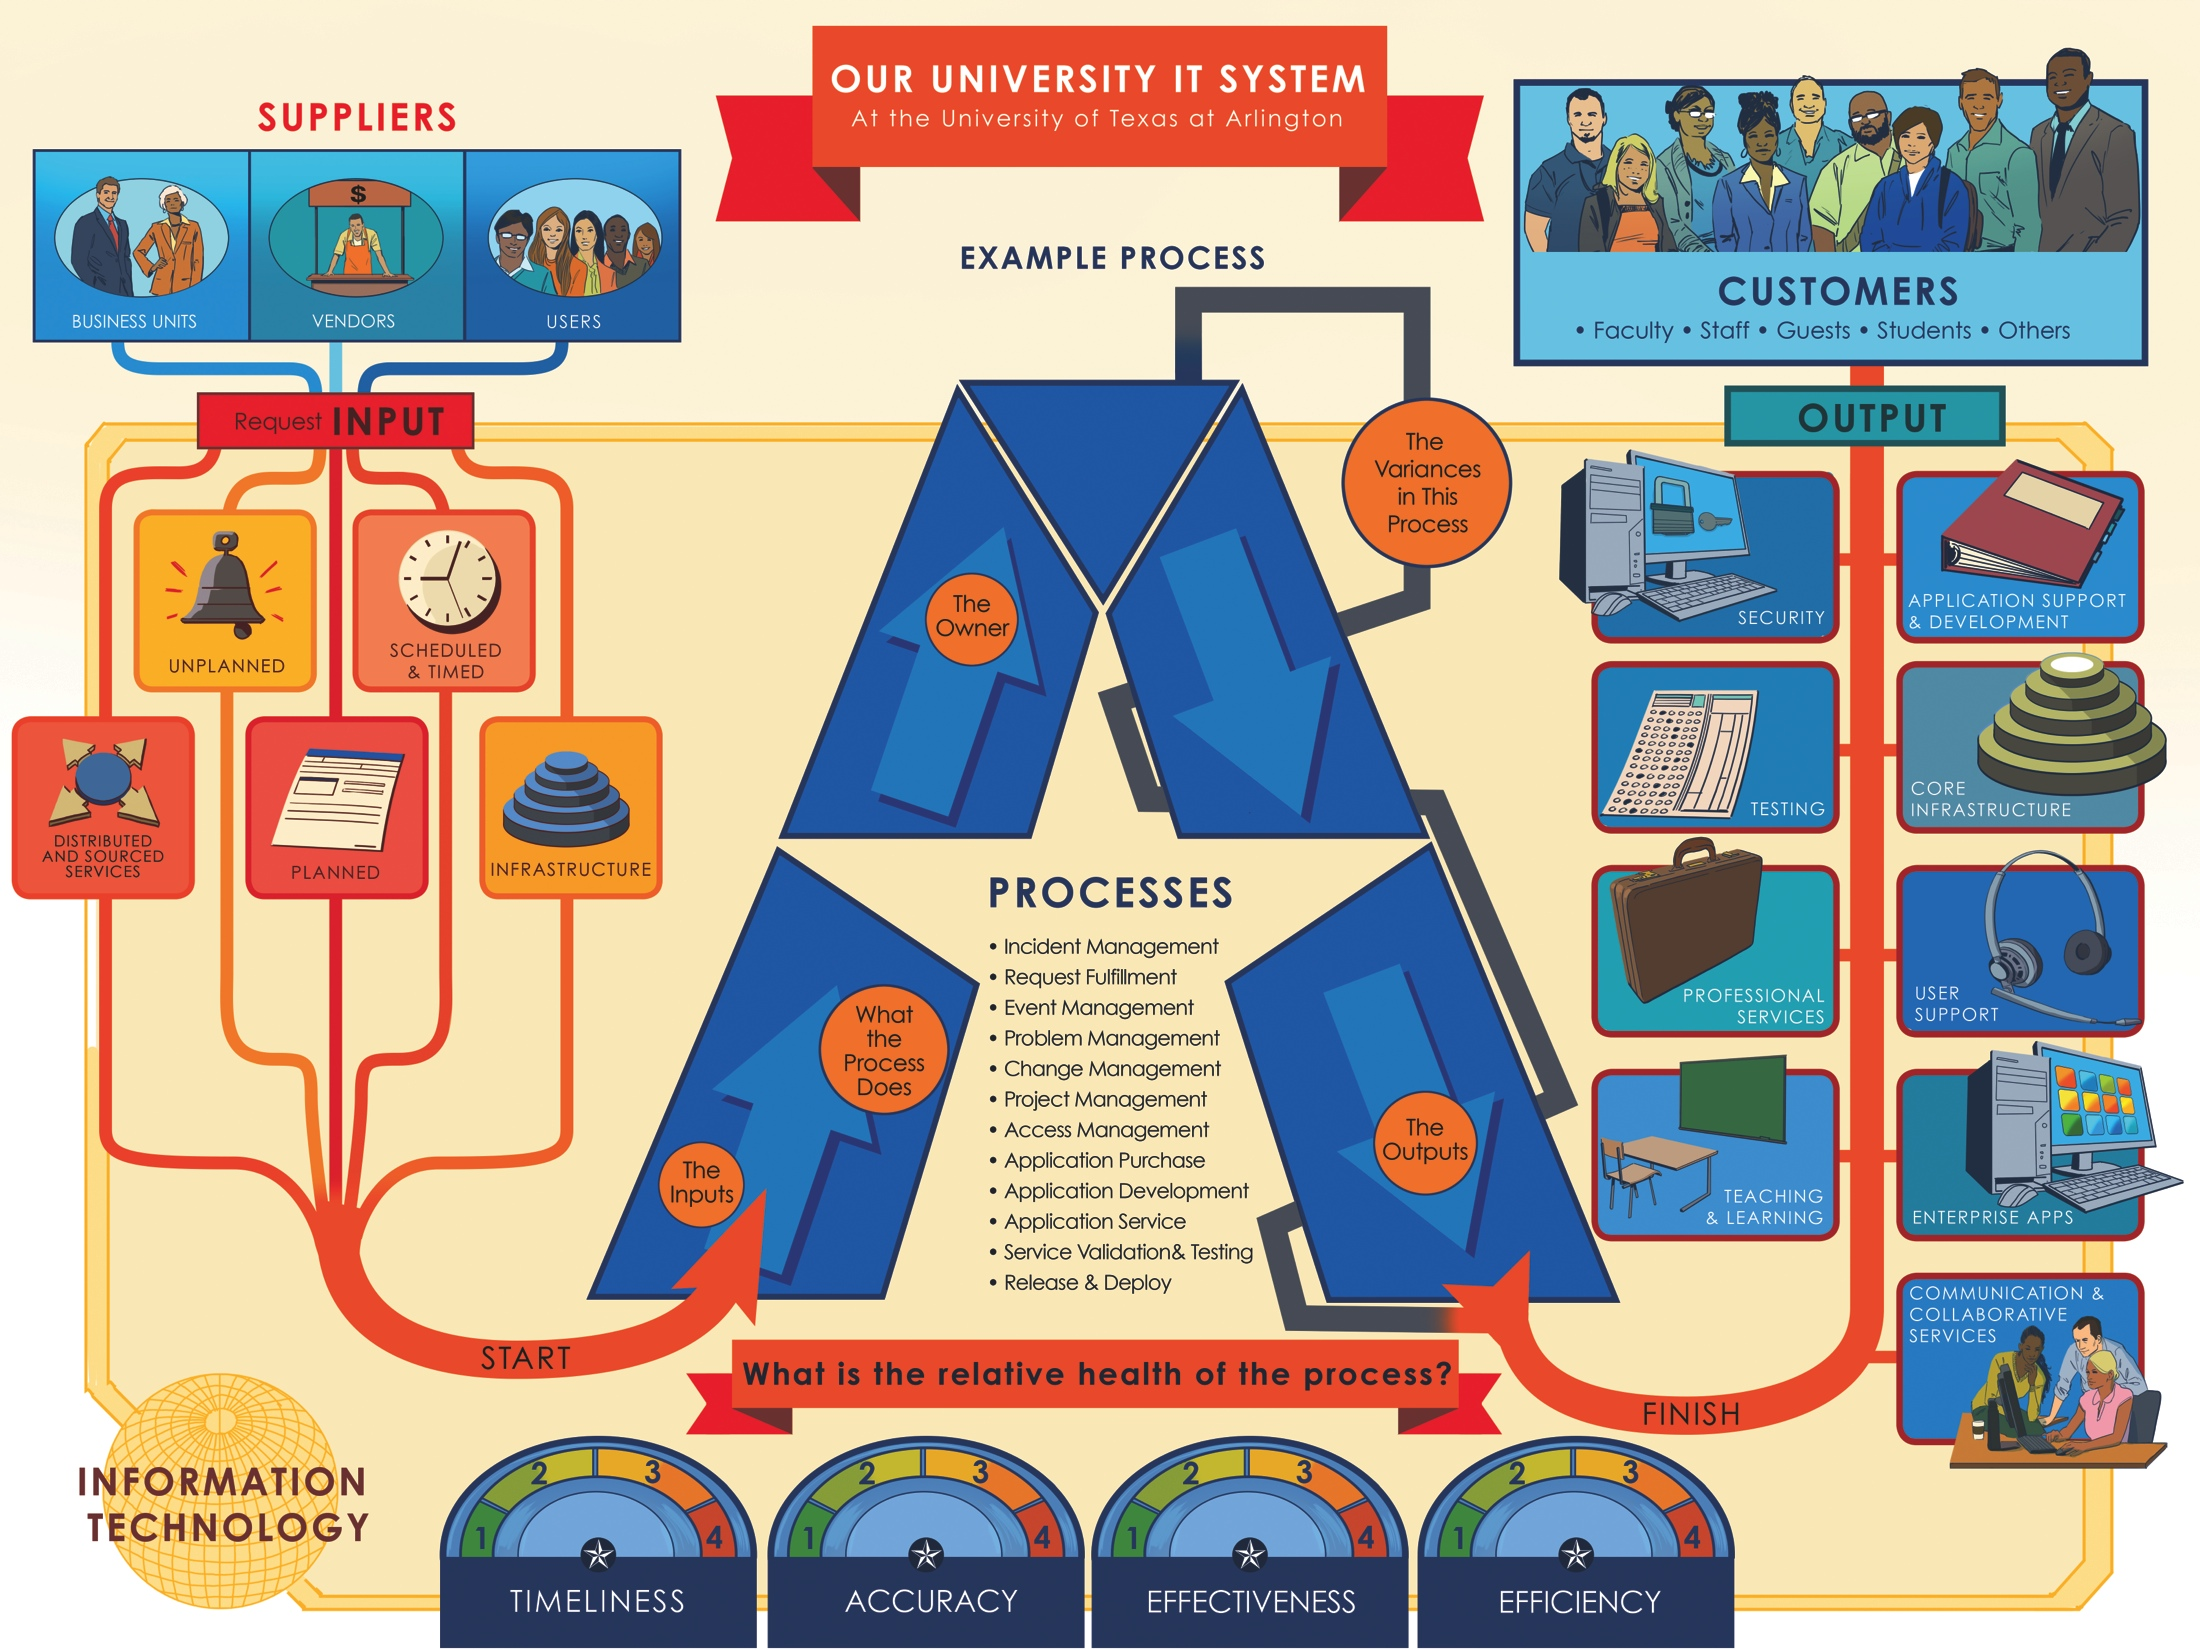 OUR UNIVERSITY IT SYSTEM
At the University of Texas at Arlington
SUPPLIERS
$
BUSINESS UNITS
VENDORS
USERS
Request INPUT
UNPLANNED
SCHEDULED
& TIMED
DISTRIBUTED
AND SOURCED
SERVICES
PLANNED
INFRASTRUCTURE
START
EXAMPLE PROCESS
The
Variances
in This
Process
The
Owner
What
the
Process
Does
The
Inputs
The
Outputs
PROCESSES
• Incident Management
• Request Fulfillment
• Event Management
• Problem Management
• Change Management
• Project Management
• Access Management
• Application Purchase
• Application Development
• Application Service
• Service Validation& Testing
• Release & Deploy
CUSTOMERS
• Faculty • Staff • Guests • Students • Others
OUTPUT
SECURITY
APPLICATION SUPPORT
& DEVELOPMENT
TESTING
CORE
INFRASTRUCTURE
PROFESSIONAL
SERVICES
USER
SUPPORT
TEACHING
& LEARNING
ENTERPRISE APPS
COMMUNICATION &
COLLABORATIVE
SERVICES
FINISH
What is the relative health of the process?
INFORMATION
TECHNOLOGY
1 2 3 4
TIMELINESS
1 2 3 4
ACCURACY
1 2 3 4
EFFECTIVENESS
1 2 3 4
EFFICIENCY